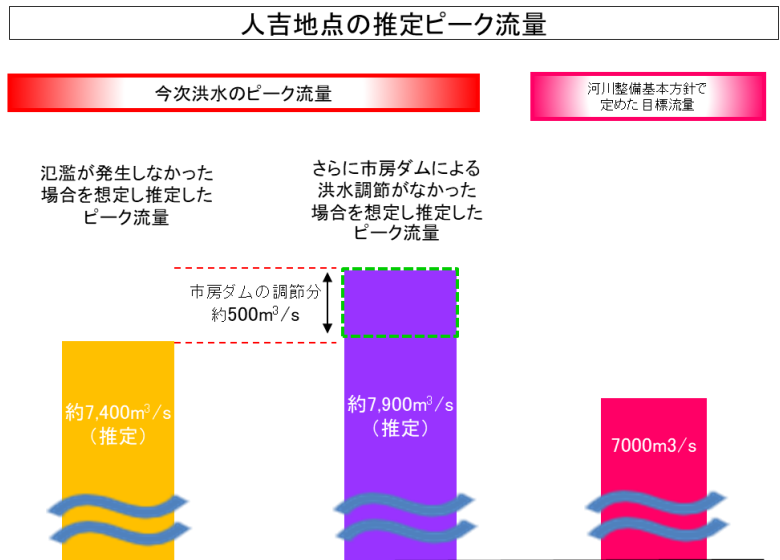 人吉地点の推定ピーク流量
今次洪水のピーク流量
河川整備基本方針で
定めた目標流量
氾濫が発生しなかった
場合を想定し推定した
ピーク流量
さらに市房ダムによる
洪水調節がなかった
場合を想定し推定した
ピーク流量
市房ダムの調節分
約500m³/s
約7,400m³/s
（推定）
約7,900m³/s
（推定）
7000m3/s